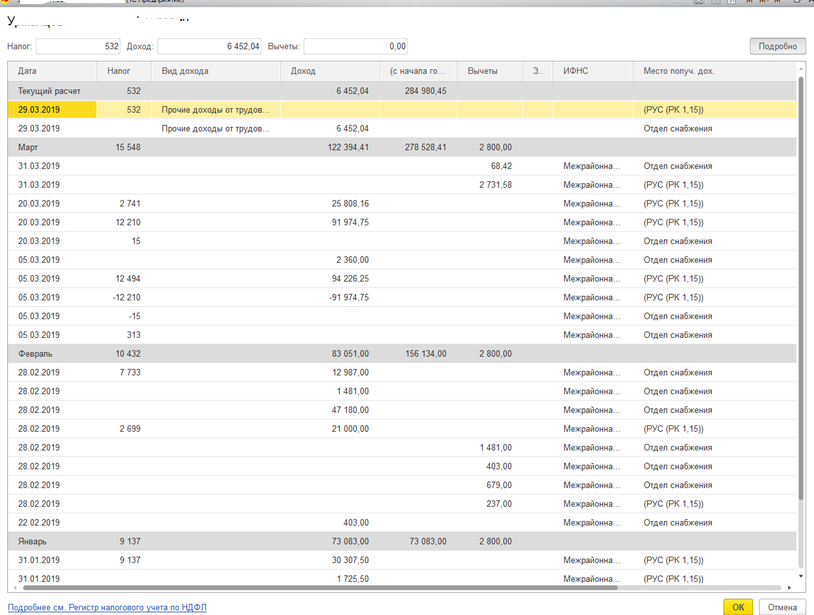 (1С:Предприятие)
Налог: 532 Доход: 6 452,04 Вычеты: 0,00 Подробно
Дата Налог Вид дохода Доход (с начала го... Вычеты З.. ИФНС Место получ. дох.
Текущий расчет 532 6 452,04 284 980,45
29.03.2019 532 Прочие доходы от трудов... (РУС (РК 1,15))
29.03.2019 Прочие доходы от трудов... 6 452,04 Отдел снабжения
Март 15 548 122 394,41 278 528,41 2 800,00
31.03.2019 68,42 Межрайонна... Отдел снабжения
31.03.2019 2 731,58 Межрайонна... (РУС (РК 1,15))
20.03.2019 2 741 25 808,16 Межрайонна... (РУС (РК 1,15))
20.03.2019 12 210 91 974,75 Межрайонна... (РУС (РК 1,15))
20.03.2019 15 Межрайонна... Отдел снабжения
05.03.2019 2 360,00 Межрайонна... Отдел снабжения
05.03.2019 12 494 94 226,25 Межрайонна... (РУС (РК 1,15))
05.03.2019 -12 210 -91 974,75 Межрайонна... (РУС (РК 1,15))
05.03.2019 -15 Межрайонна... Отдел снабжения
05.03.2019 313 Межрайонна... Отдел снабжения
Февраль 10 432 83 051,00 156 134,00 2 800,00
28.02.2019 7 733 12 987,00 Межрайонна... Отдел снабжения
28.02.2019 1 481,00 Межрайонна... Отдел снабжения
28.02.2019 47 180,00 Межрайонна... Отдел снабжения
28.02.2019 2 699 21 000,00 Межрайонна... (РУС (РК 1,15))
28.02.2019 1 481,00 Межрайонна... Отдел снабжения
28.02.2019 403,00 Межрайонна... Отдел снабжения
28.02.2019 679,00 Межрайонна... Отдел снабжения
28.02.2019 237,00 Межрайонна... (РУС (РК 1,15))
22.02.2019 403,00 Межрайонна... Отдел снабжения
Январь 9 137 73 083,00 73 083,00 2 800,00
31.01.2019 9 137 30 307,50 Межрайонна... (РУС (РК 1,15))
31.01.2019 1 725,50 Межрайонна... (РУС (РК 1,15))
Подробнее см. Регистр налогового учета по НДФЛ ОК Отмена